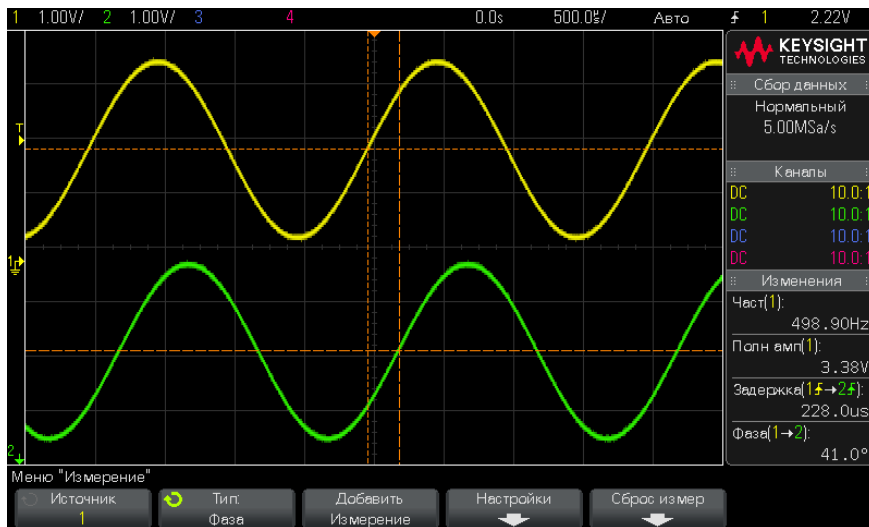 1 1.00V/ 2 1.00V/ 3 4 0.0s 500.0us/ Авто 1 2.22V
KEYSIGHT
TECHNOLOGIES
Сбор данных
Нормальный
5.00MSa/s
Каналы
DC 10.0:1
DC 10.0:1
DC 10.0:1
DC 10.0:1
Изменения
Част(1):
498.90Hz
Полн амп(1):
3.38V
Задержка(1→2):
228.0us
Фаза(1→2):
41.0°
T
1
2
Меню "Измерение"
Источник
1
Тип:
Фаза
Добавить
Измерение
Настройки
Сброс измер